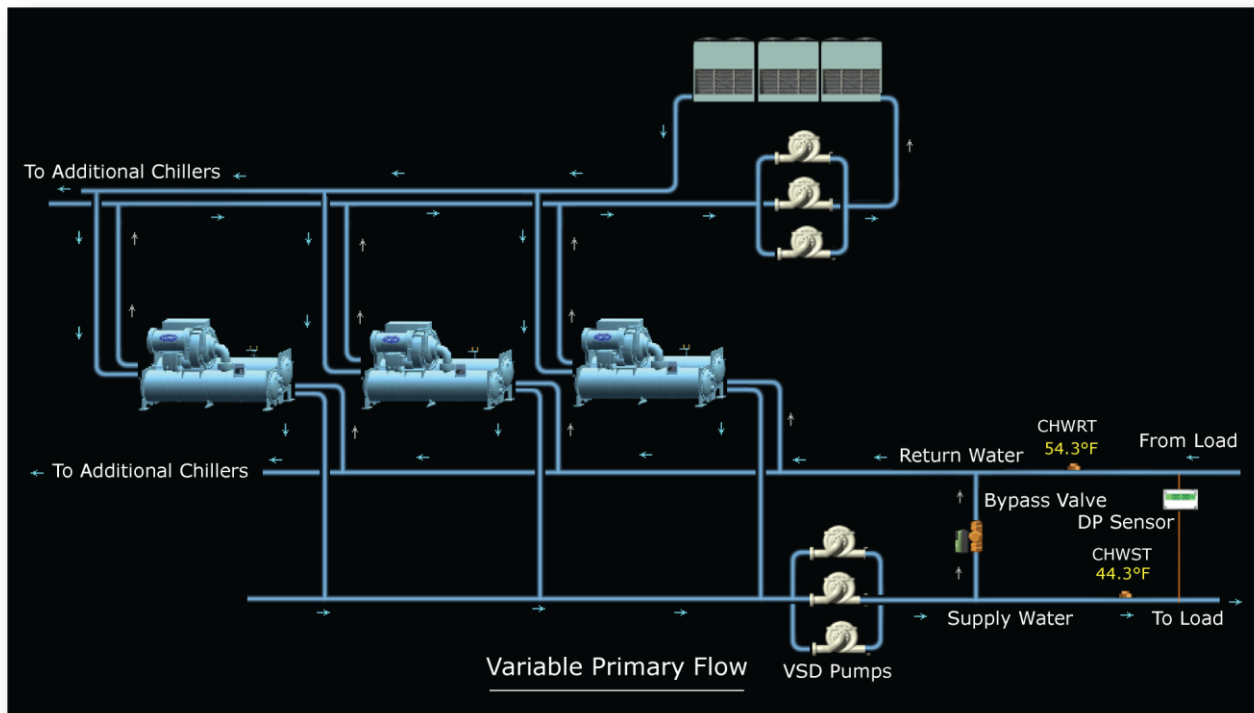 To Additional Chillers
CHWRT
54.3°F
From Load
To Additional Chillers
Return Water
Bypass Valve
DP Sensor
CHWST
44.3°F
Supply Water
To Load
Variable Primary Flow
VSD Pumps